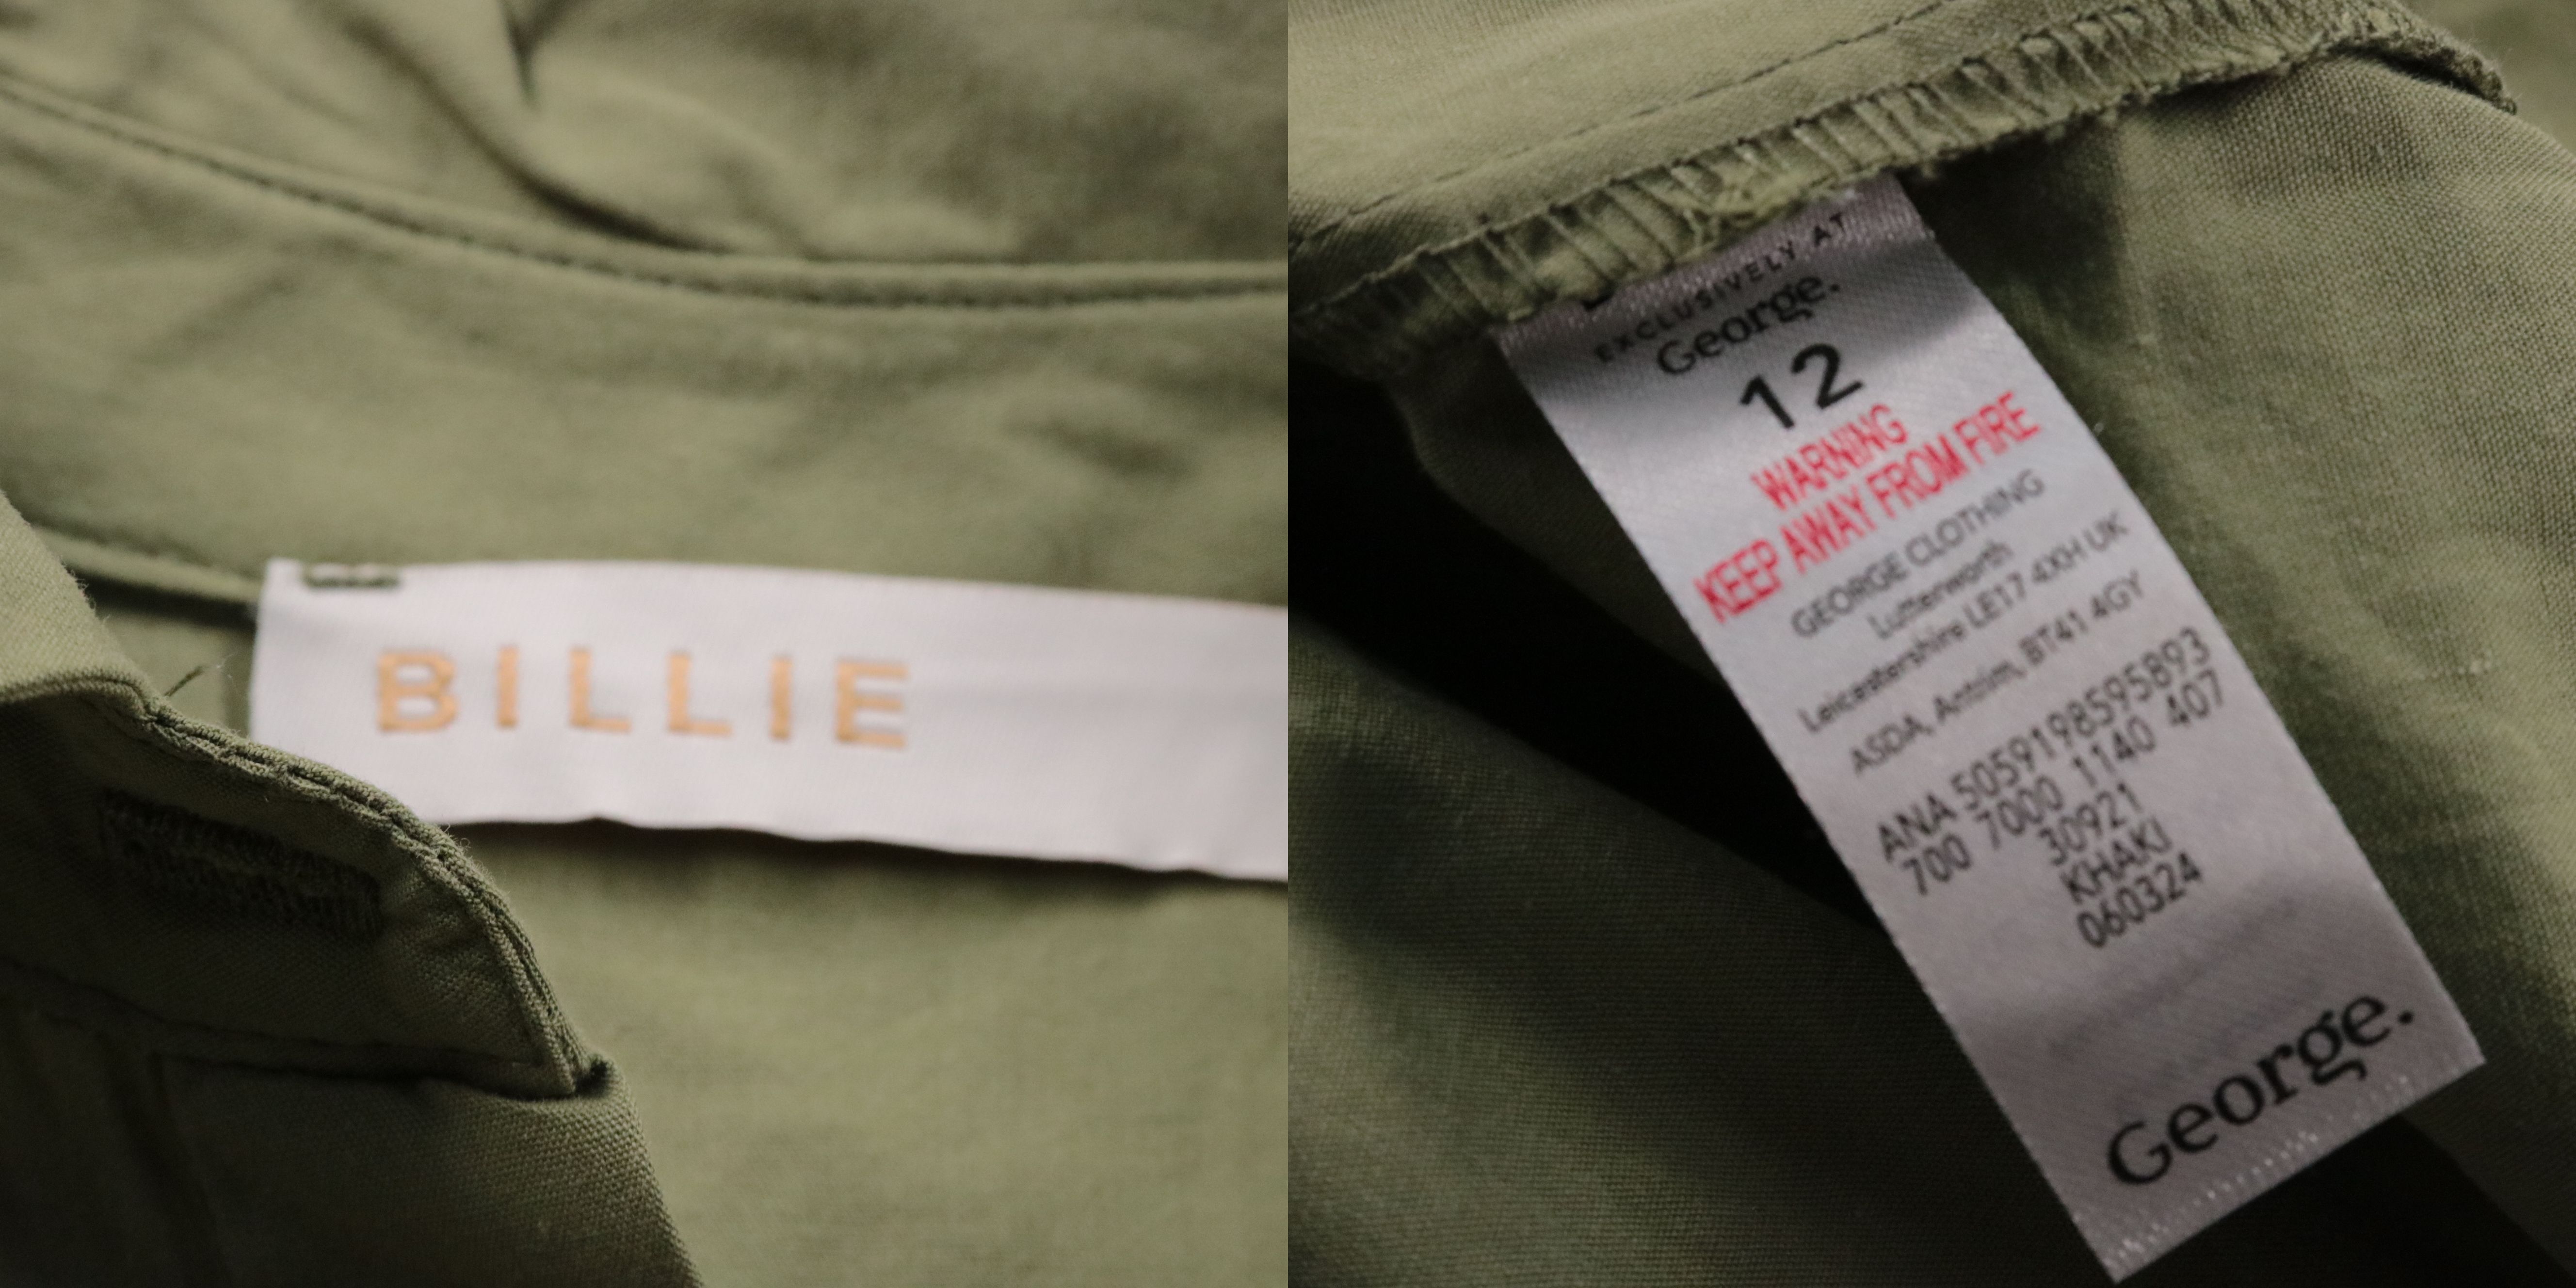 BILLIE
EXCLUSIVELY AT
George.
12
WARNING
KEEP AWAY FROM FIRE
GEORGE CLOTHING
Lutterworth
Leicestershire LE17 4XH UK
ASDA, Antrim, BT41 4GY
ANA 5059198595893
700 7000 1140 407
30921
KHAKI
060324
George.